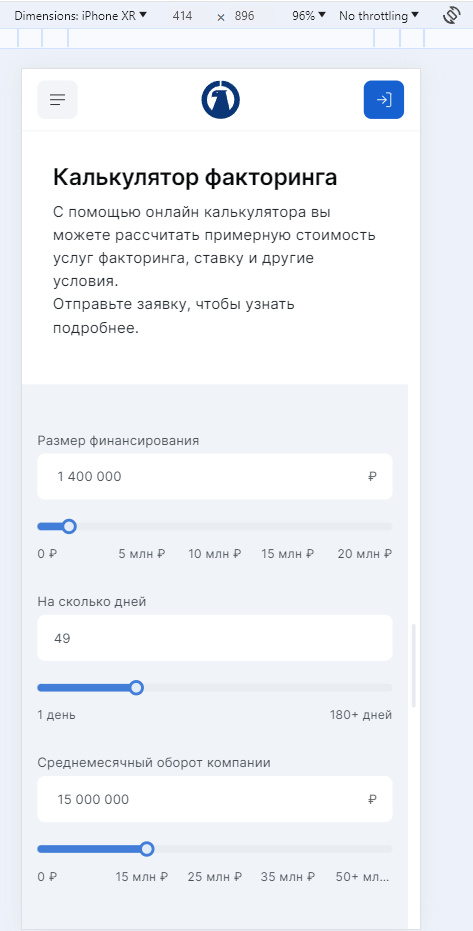 Dimensions: iPhone XR 414 × 896 96% No throttling
Калькулятор факторинга
С помощью онлайн калькулятора вы
можете рассчитать примерную стоимость
услуг факторинга, ставку и другие
условия.
Отправьте заявку, чтобы узнать
подробнее.
Размер финансирования
1 400 000 ₽
0 ₽ 5 млн ₽ 10 млн ₽ 15 млн ₽ 20 млн ₽
На сколько дней
49
1 день 180+ дней
Среднемесячный оборот компании
15 000 000 ₽
0 ₽ 15 млн ₽ 25 млн ₽ 35 млн ₽ 50+ мл...